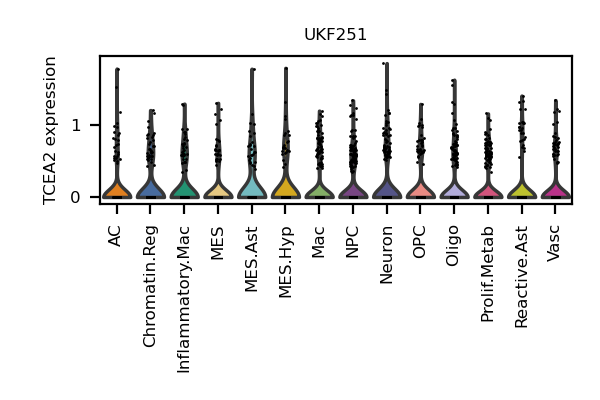 UKF251
TCEA2 expression
1
0
AC
Chromatin.Reg
Inflammatory.Mac
MES
MES.Ast
MES.Hyp
Mac
NPC
Neuron
OPC
Oligo
Prolif.Metab
Reactive.Ast
Vasc